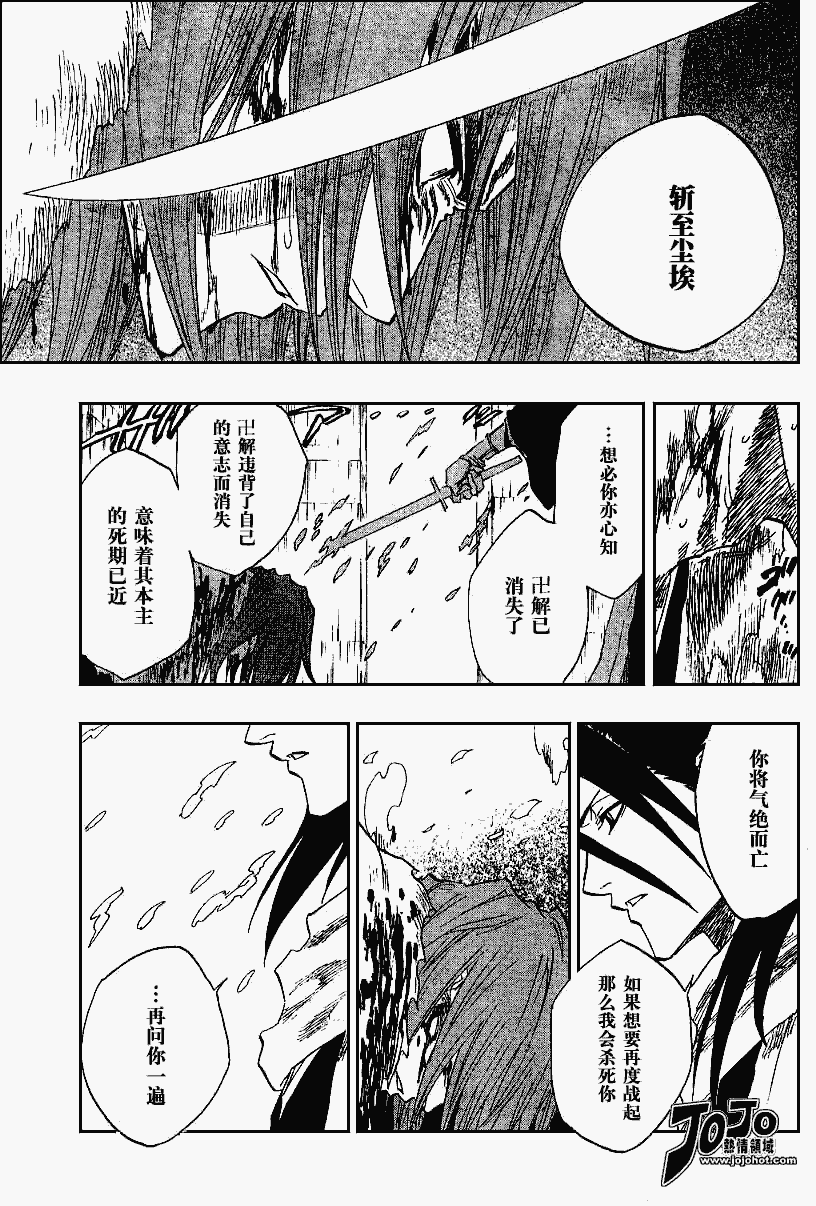 斩至尘埃
…想必你亦心知
卍解已
消失了
卍解违背了自己
的意志而消失
意味着其本主
的死期已近
你将气绝而亡
如果想要再度战起
那么我会杀死你
…再问你一遍
JOJO
熱情領域
www.jojohot.com